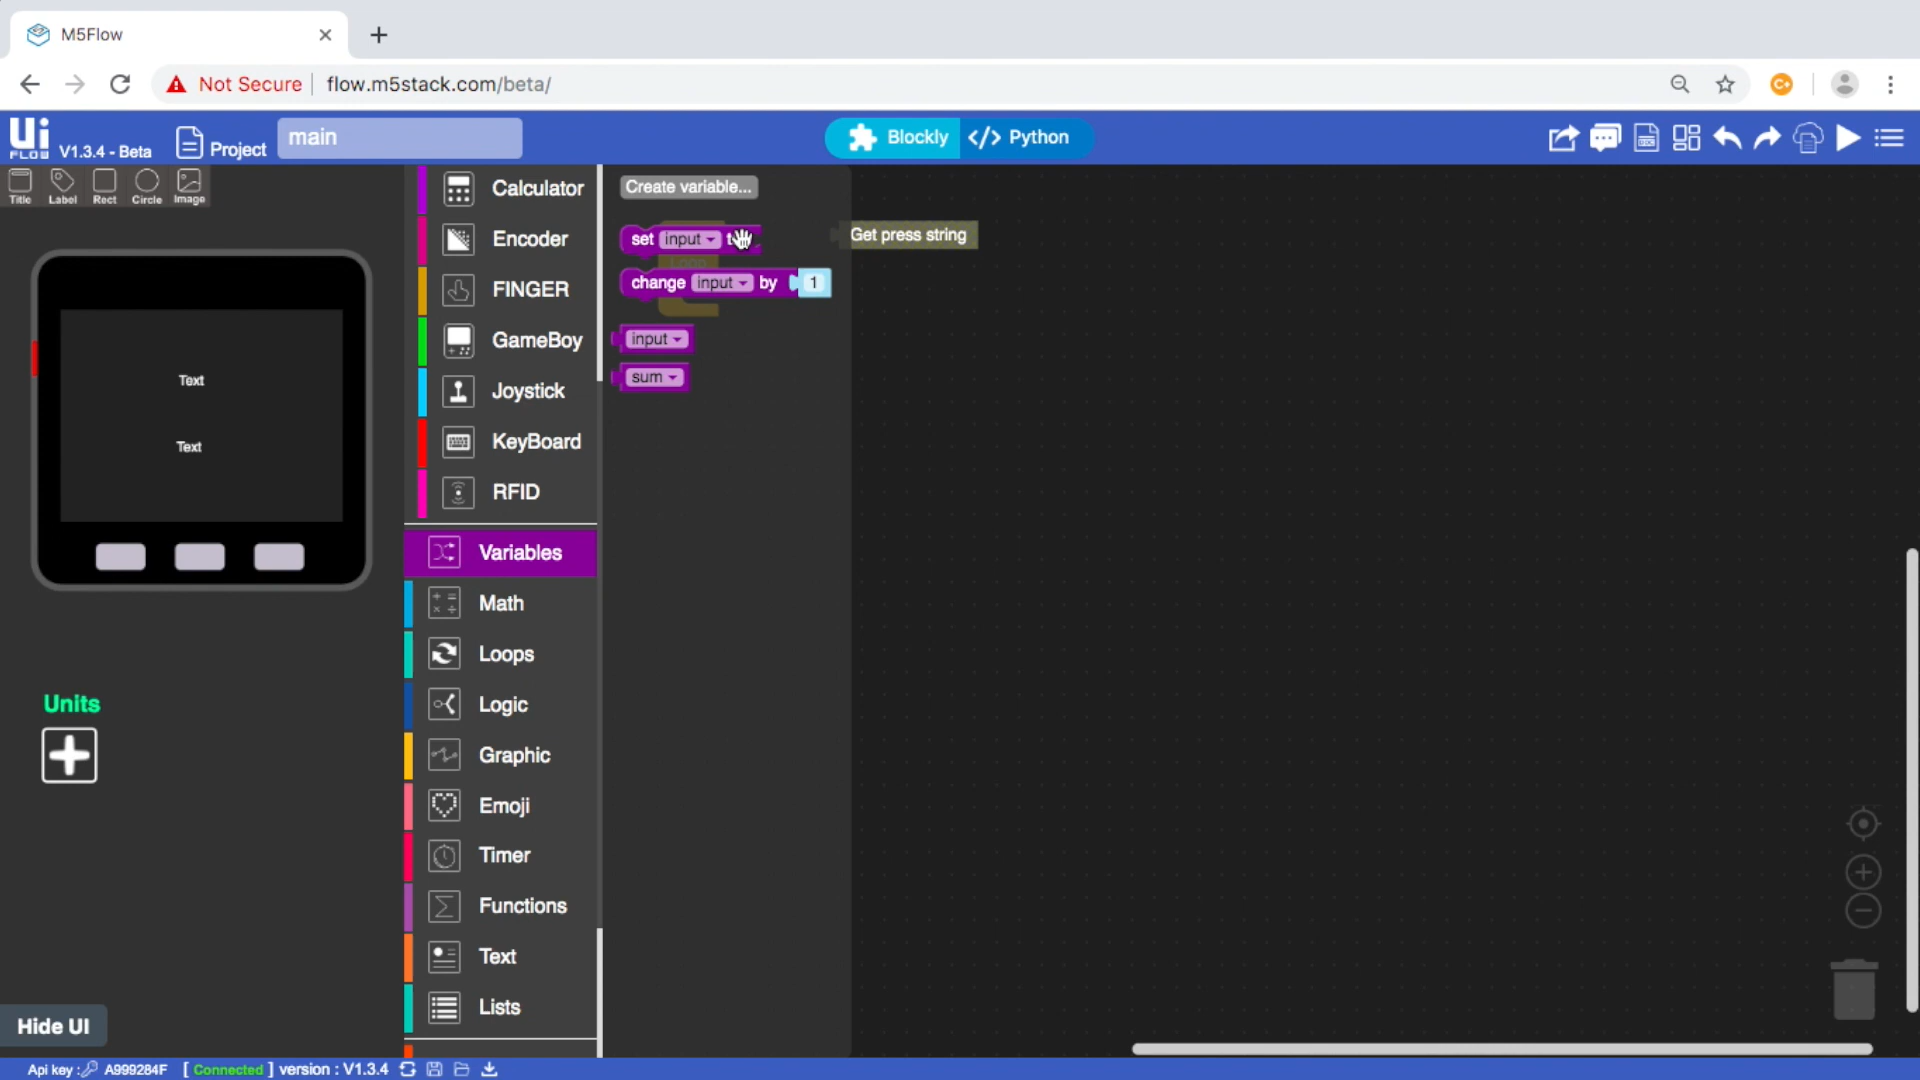 M5Flow
Not Secure
flow.m5stack.com/beta/
Ui
FLOW
V1.3.4 - Beta
Project
main
Blockly
</> Python
Title
Label
Rect
Circle
Image
Text
Text
Units
Hide UI
Calculator
Encoder
FINGER
GameBoy
Joystick
KeyBoard
RFID
Variables
Math
Loops
Logic
Graphic
Emoji
Timer
Functions
Text
Lists
Create variable...
set input
Loop
change input by 1
input
sum
Get press string
Api key : A999284F [ Connected ] version : V1.3.4